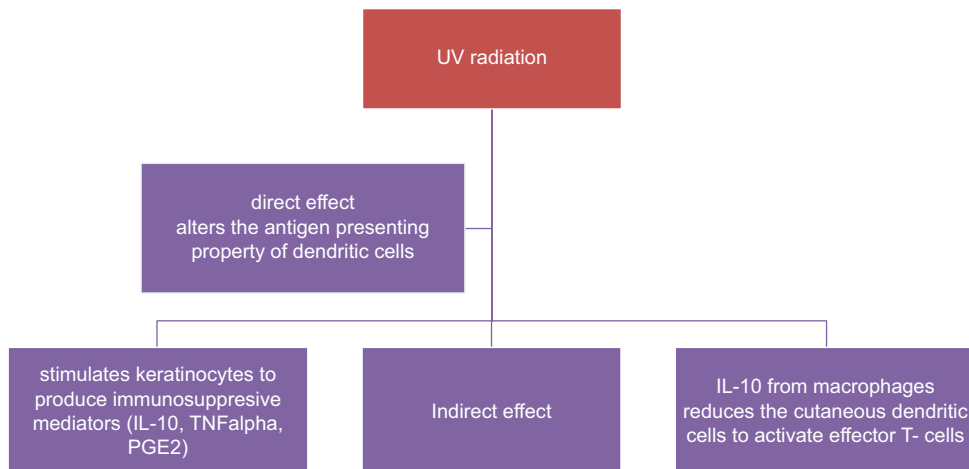 UV radiation
direct effect
alters the antigen presenting
property of dendritic cells
stimulates keratinocytes to
produce immunosuppresive
mediators (IL-10, TNFalpha,
PGE2)
Indirect effect
IL-10 from macrophages
reduces the cutaneous dendritic
cells to activate effector T- cells